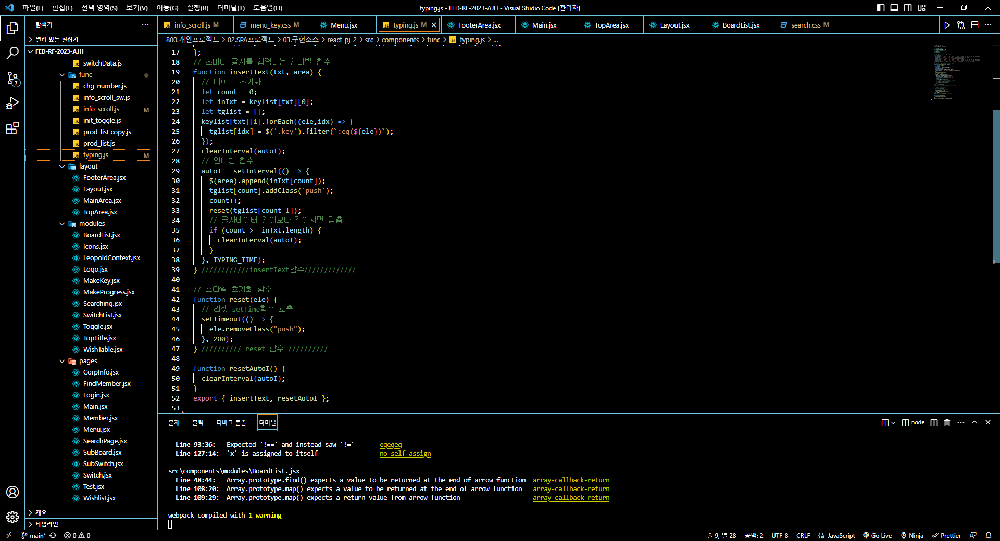 파일(F) 편집(E) 선택 영역(S) 보기(V) 이동(G) 실행(R) 터미널(T) 도움말(H)
typing.js - FED-RF-2023-AJH - Visual Studio Code [관리자]
탐색기
열려 있는 편집기
FED-RF-2023-AJH
switchData.js
func
chg_number.js
info_scroll_sw.js
info_scroll.js M
init_toggle.js
prod_list copy.js
prod_list.js
typing.js M
layout
FooterArea.jsx
Layout.jsx
MainArea.jsx
TopArea.jsx
modules
BoardList.jsx
Icons.jsx
LeopoldContext.jsx
Logo.jsx
MakeKey.jsx
MakeProgress.jsx
Searching.jsx
SwitchList.jsx
Toggle.jsx
TopTitle.jsx
WishTable.jsx
pages
CorpInfo.jsx
FindMember.jsx
Login.jsx
Main.jsx
Member.jsx
Menu.jsx
SearchPage.jsx
SubBoard.jsx
SubSwitch.jsx
Switch.jsx
Test.jsx
Wishlist.jsx
개요
타임라인
7
info_scroll.js M menu_key.css M Menu.jsx typing.js M FooterArea.jsx Main.jsx TopArea.jsx Layout.jsx BoardList.jsx search.css M
800.개인프로젝트 > 02.SPA프로젝트 > 03.구현소스 > react-pj-2 > src > components > func > typing.js > ...
17 };
18 // 초마다 글자를 입력하는 인터발 함수
19 function insertText(txt, area) {
20 // 데이터 초기화
21 let count = 0;
22 let inTxt = keylist[txt][0];
23 let tglist = [];
24 keylist[txt][1].forEach((ele,idx) => {
25 tglist[idx] = $('.key').filter(`:eq(${ele})`);
26 });
27 clearInterval(autoI);
28 // 인터발 함수
29 autoI = setInterval(() => {
30 $(area).append(inTxt[count]);
31 tglist[count].addClass('push');
32 count++;
33 reset(tglist[count-1]);
34 // 글자데이터 길이보다 길어지면 멈춤
35 if (count >= inTxt.length) {
36 clearInterval(autoI);
37 }
38 }, TYPING_TIME);
39 } ////////////insertText함수/////////////
40
41 // 스타일 초기화 함수
42 function reset(ele) {
43 // 리셋 setTime함수 호출
44 setTimeout(() => {
45 ele.removeClass("push");
46 }, 200);
47 } ////////// reset 함수 //////////
48
49 function resetAutoI() {
50 clearInterval(autoI);
51 }
52 export { insertText, resetAutoI };
53
문제 출력 디버그 콘솔 터미널
node
Line 93:36: Expected '!==' and instead saw '!=' eqeqeq
Line 127:14: 'x' is assigned to itself no-self-assign
src\components\modules\BoardList.jsx
Line 48:44: Array.prototype.find() expects a value to be returned at the end of arrow function array-callback-return
Line 108:20: Array.prototype.map() expects a value to be returned at the end of arrow function array-callback-return
Line 109:29: Array.prototype.map() expects a return value from arrow function array-callback-return
webpack compiled with 1 warning
main* 0 0
줄 9, 열 28 공백: 2 UTF-8 CRLF JavaScript Go Live Ninja Prettier